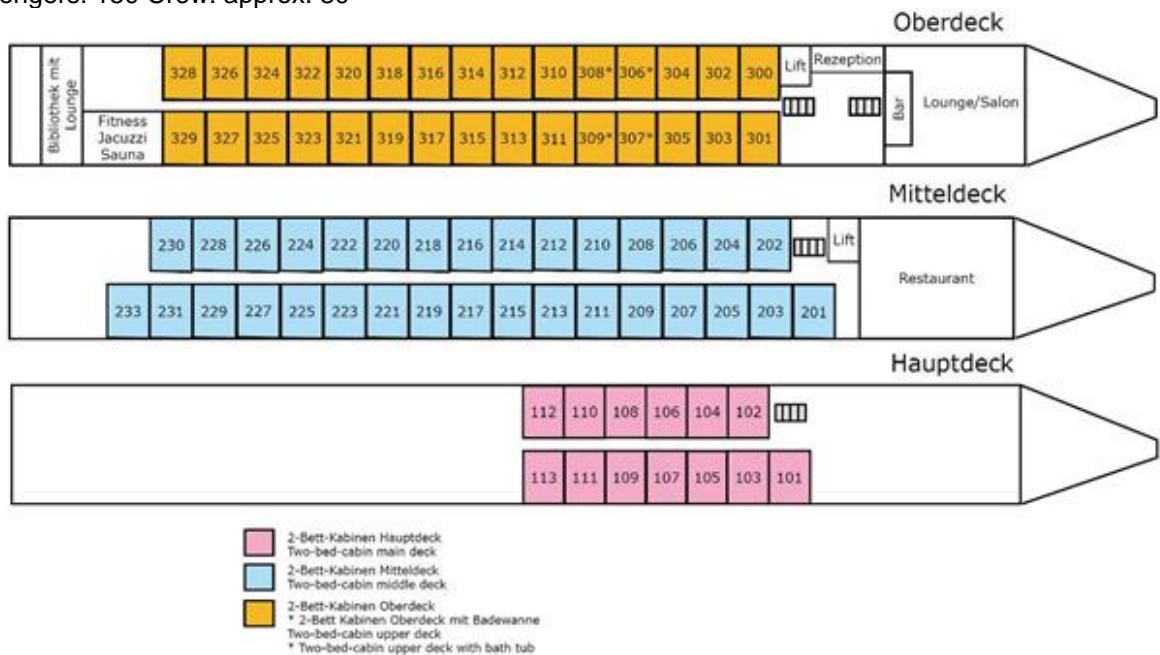 Oberdeck
Bibliothek mit
Lounge
Fitness
Jacuzzi
Sauna
328 326 324 322 320 318 316 314 312 310 308* 306* 304 302 300
329 327 325 323 321 319 317 315 313 311 309* 307* 305 303 301
Lift
Rezeption
Bar
Lounge/Salon
Mitteldeck
230 228 226 224 222 220 218 216 214 212 210 208 206 204 202
233 231 229 227 225 223 221 219 217 215 213 211 209 207 205 203 201
Lift
Restaurant
Hauptdeck
112 110 108 106 104 102
113 111 109 107 105 103 101
2-Bett-Kabinen Hauptdeck
Two-bed-cabin main deck
2-Bett-Kabinen Mitteldeck
Two-bed-cabin middle deck
2-Bett-Kabinen Oberdeck
* 2-Bett Kabinen Oberdeck mit Badewanne
Two-bed-cabin upper deck
* Two-bed-cabin upper deck with bath tub